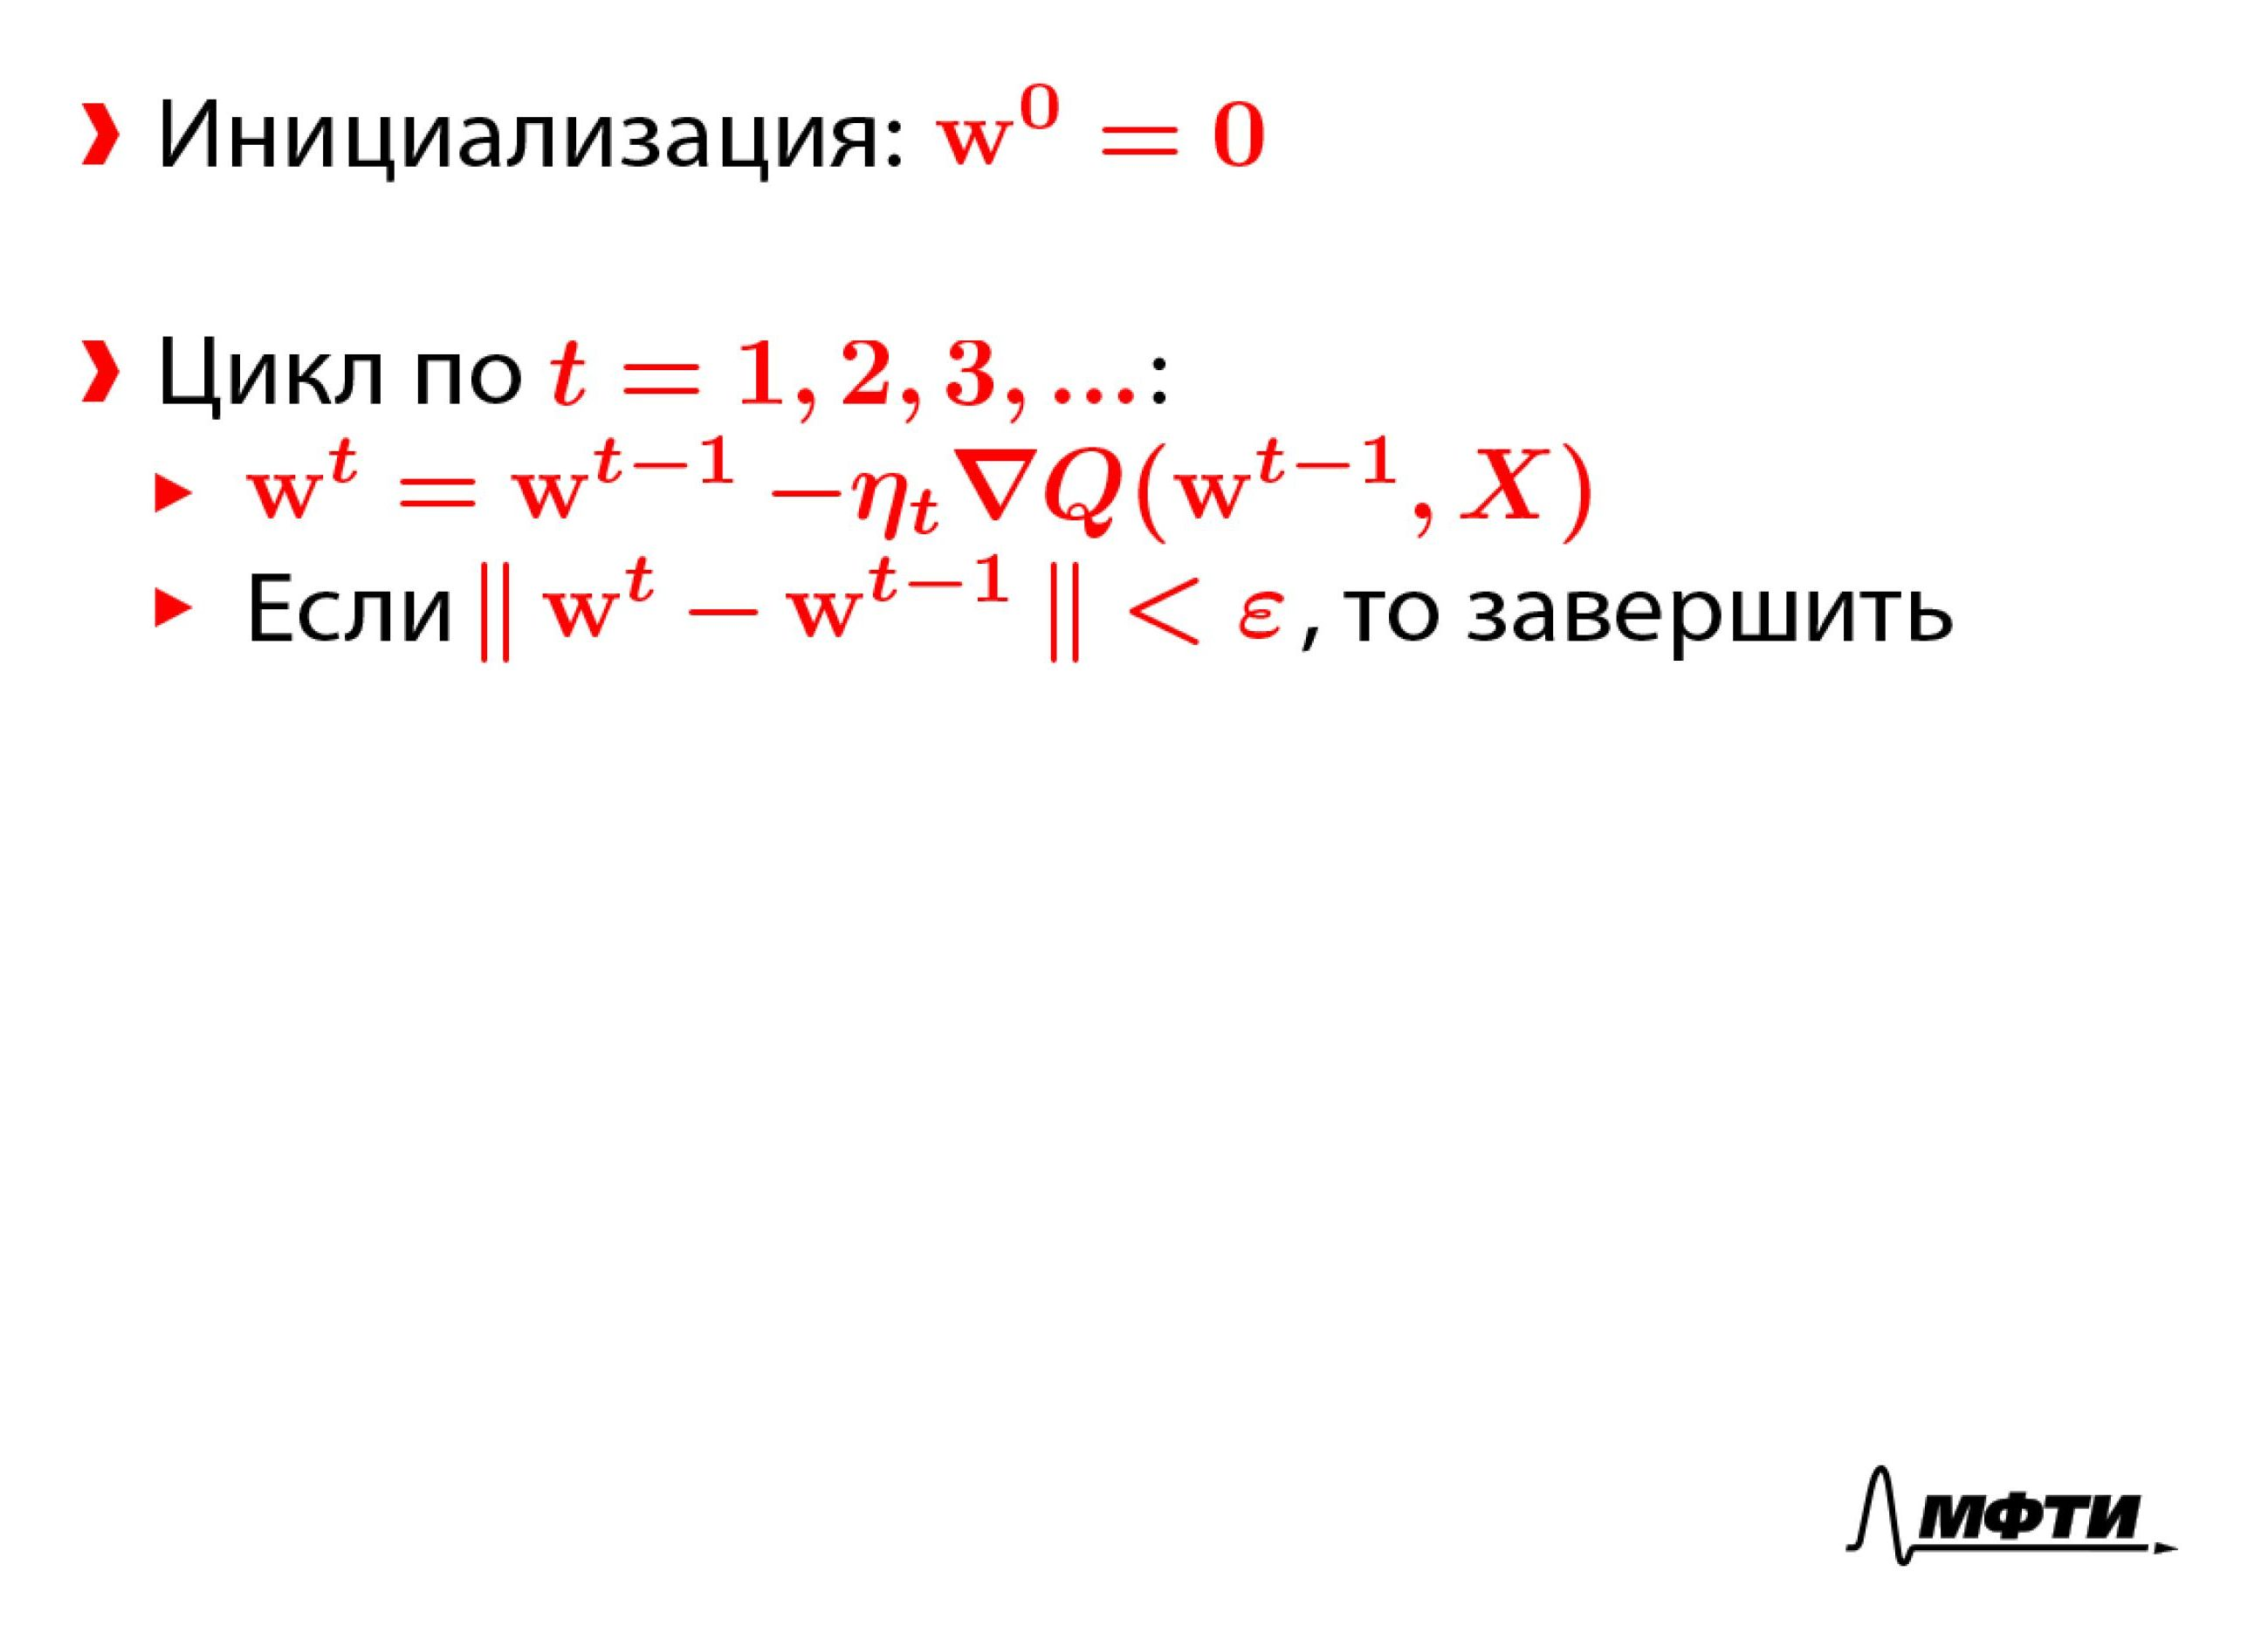 Инициализация: w⁰ = 0
Цикл по t = 1, 2, 3, ...:
wᵗ = wᵗ⁻¹ −ηₜ∇Q(wᵗ⁻¹, X)
Если ‖ wᵗ − wᵗ⁻¹ ‖ < ε, то завершить
МФТИ